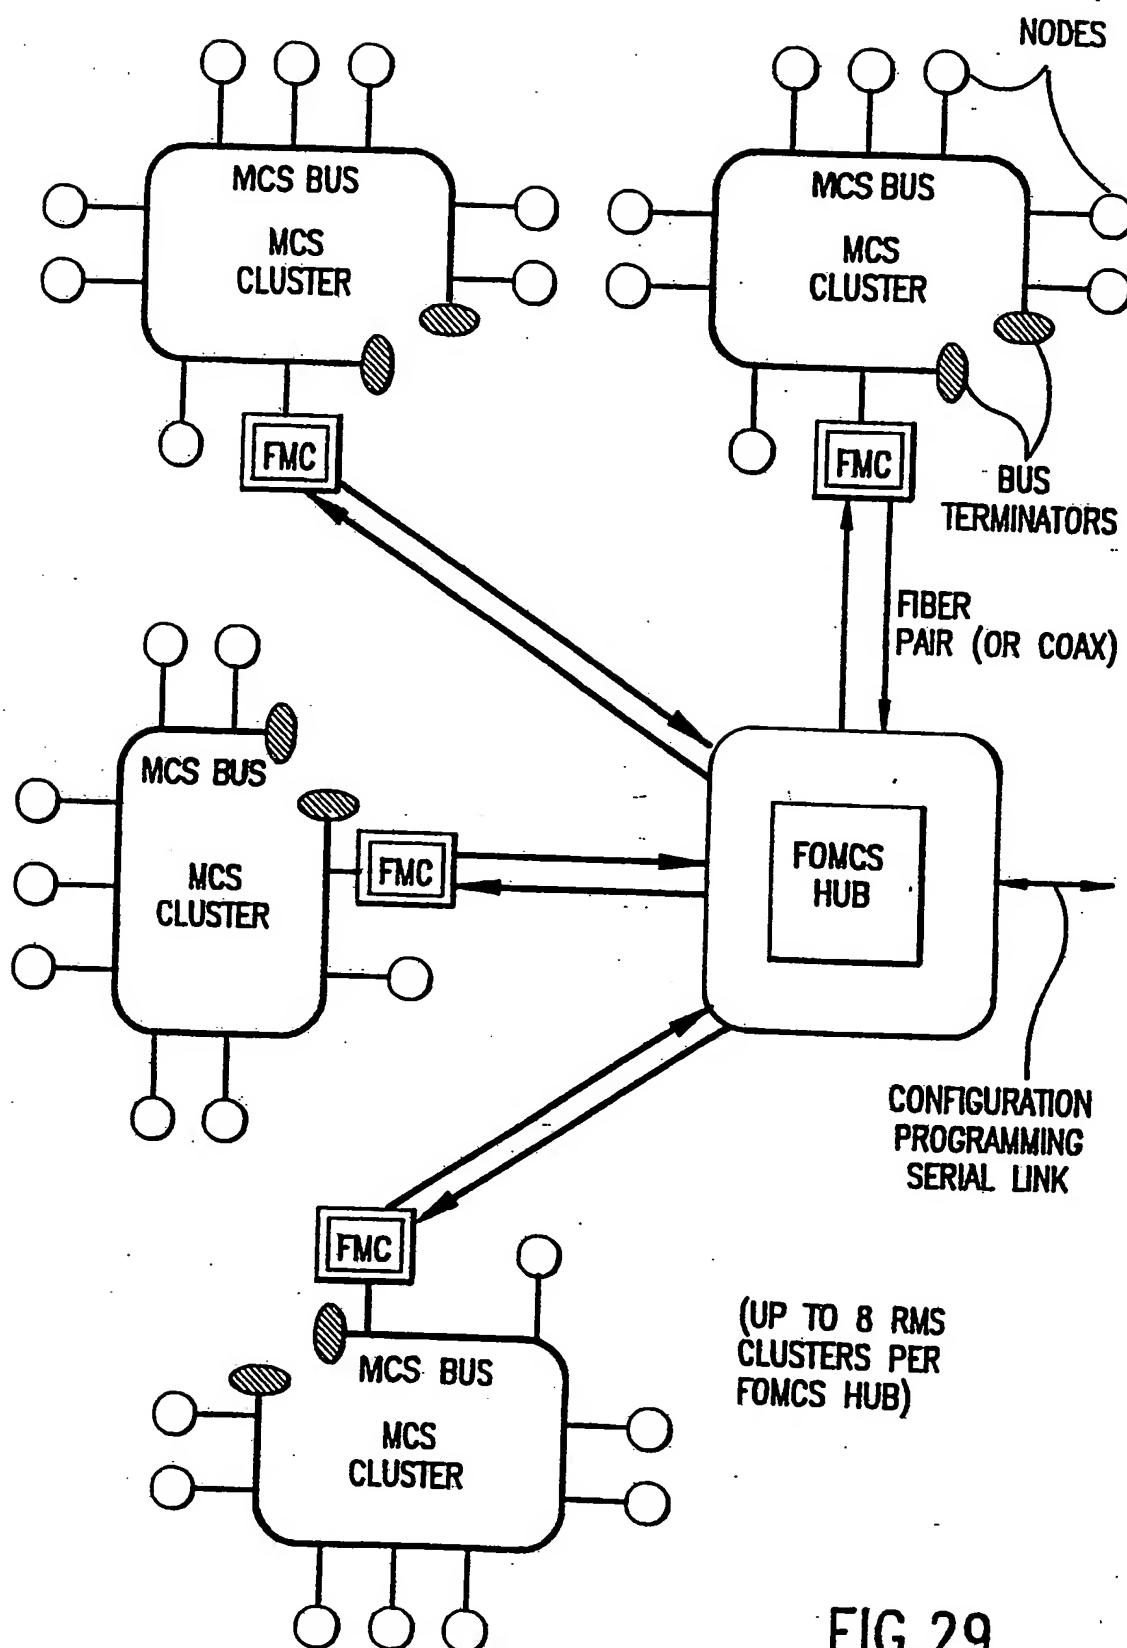 NODES
MCS BUS
MCS
CLUSTER
FMC
MCS BUS
MCS
CLUSTER
FMC
BUS
TERMINATORS
FIBER
PAIR (OR COAX)
MCS BUS
MCS
CLUSTER
FMC
FOMCS
HUB
CONFIGURATION
PROGRAMMING
SERIAL LINK
FMC
MCS BUS
MCS
CLUSTER
(UP TO 8 RMS
CLUSTERS PER
FOMCS HUB)
FIG. 29